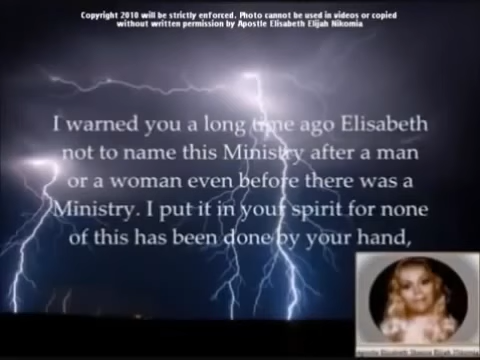 Copyright 2010 will be strictly enforced. Photo cannot be used in videos or copied
without written permission by Apostle Elisabeth Elijah Nikomia
I warned you a long time ago Elisabeth
not to name this Ministry after a man
or a woman even before there was a
Ministry. I put it in your spirit for none
of this has been done by your hand,
Elisabeth Elijah Nikomia